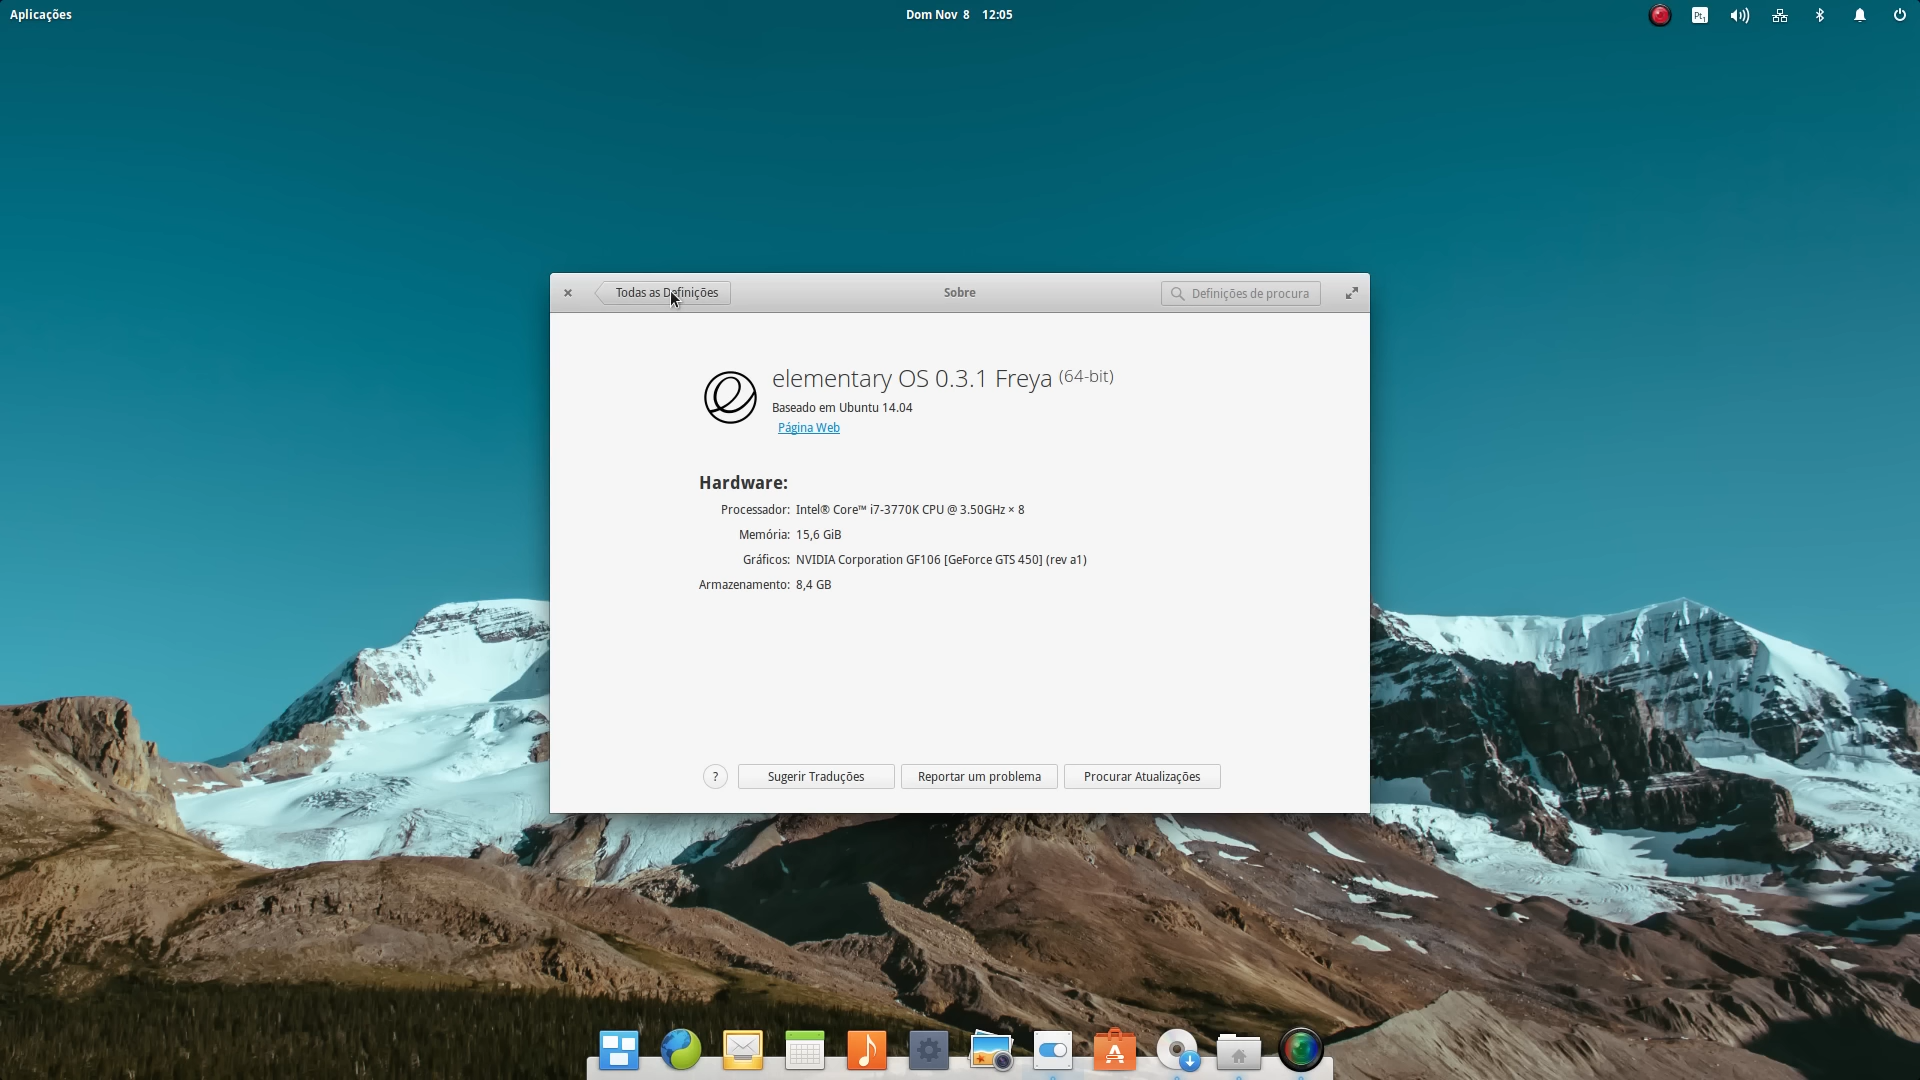 Aplicações
Dom Nov 8 12:05
Pt1
Todas as Definições
Sobre
Definições de procura
elementary OS 0.3.1 Freya (64-bit)
Baseado em Ubuntu 14.04
Página Web
Hardware:
Processador: Intel® Core™ i7-3770K CPU @ 3.50GHz × 8
Memória: 15,6 GiB
Gráficos: NVIDIA Corporation GF106 [GeForce GTS 450] (rev a1)
Armazenamento: 8,4 GB
? Sugerir Traduções Reportar um problema Procurar Atualizações